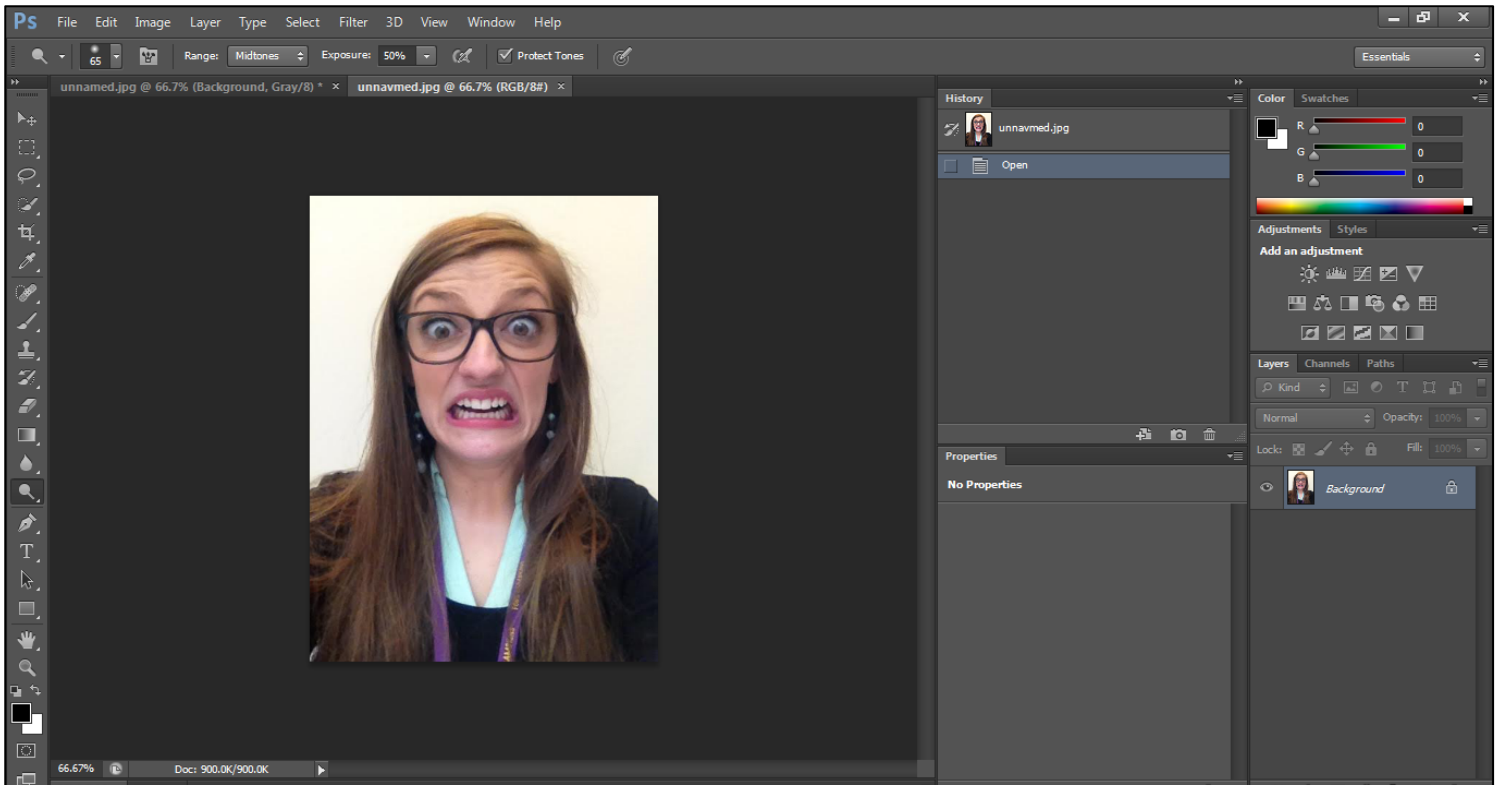 Ps File Edit Image Layer Type Select Filter 3D View Window Help
65 Range: Midtones Exposure: 50% Protect Tones Essentials
unnamed.jpg @ 66.7% (Background, Gray/8) * × unnavmed.jpg @ 66.7% (RGB/8#) ×
History
unnavmed.jpg
Open
Properties
No Properties
Color Swatches
R 0
G 0
B 0
Adjustments Styles
Add an adjustment
Layers Channels Paths
Kind
Normal Opacity: 100%
Lock: Fill: 100%
Background
66.67% Doc: 900.0K/900.0K